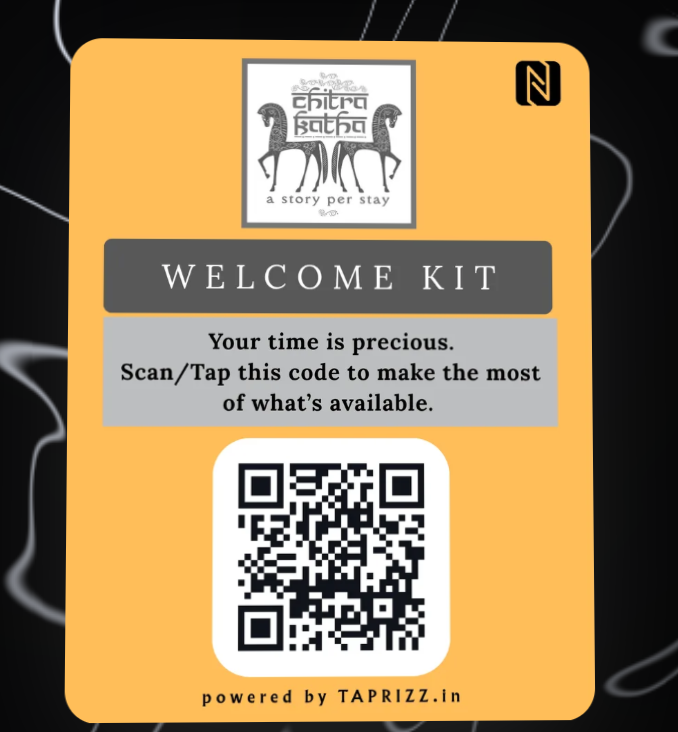 chitra
katha
a story per stay
WELCOME KIT
Your time is precious.
Scan/Tap this code to make the most
of what's available.
powered by TAPRIZZ.in